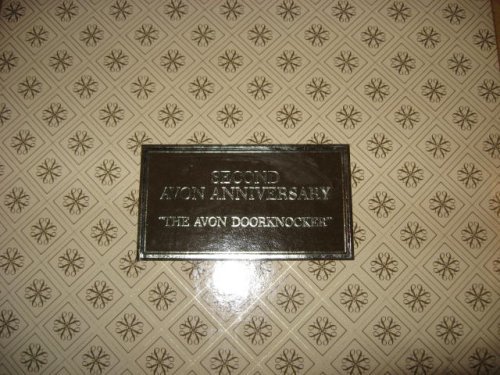 SECOND
AVON ANNIVERSARY
"THE AVON DOORKNOCKER"